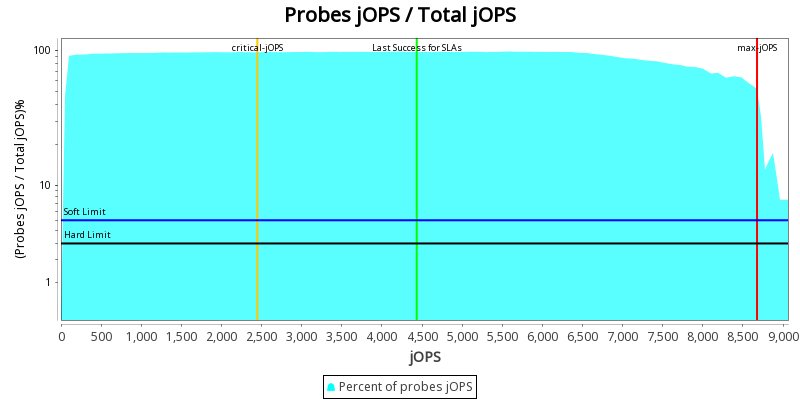 Probes jOPS / Total jOPS
(Probes jOPS / Total jOPS)%
100
10
1
critical-jOPS
Last Success for SLAs
max-jOPS
Soft Limit
Hard Limit
0 500 1,000 1,500 2,000 2,500 3,000 3,500 4,000 4,500 5,000 5,500 6,000 6,500 7,000 7,500 8,000 8,500 9,000
jOPS
Percent of probes jOPS